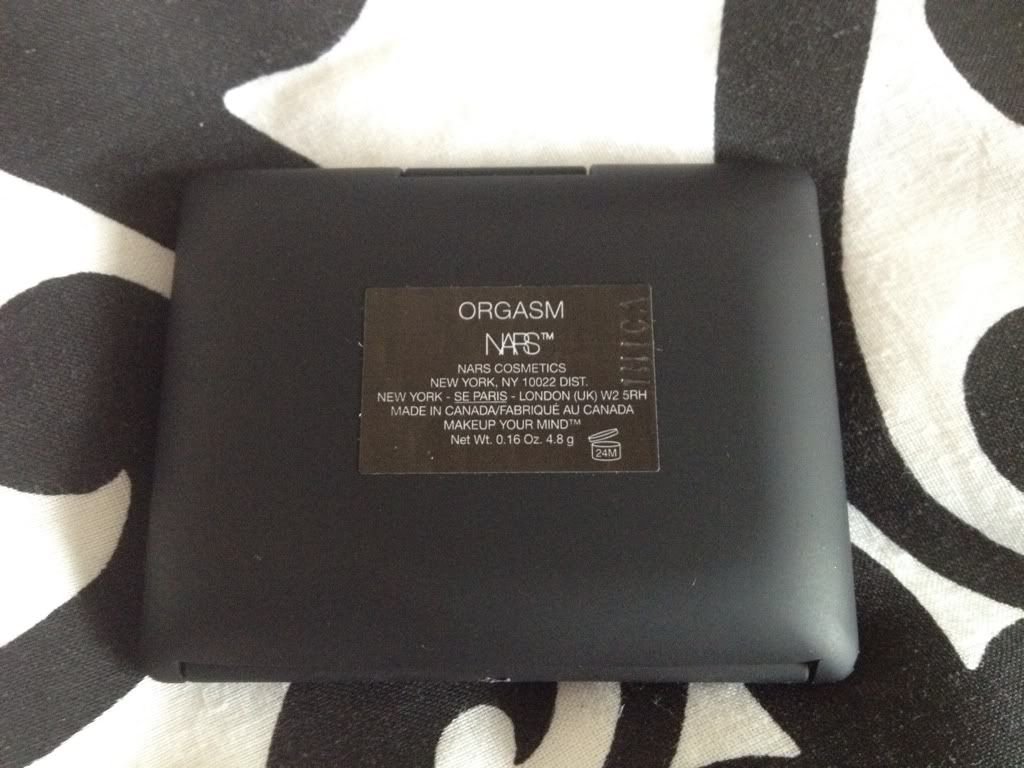 ORGASM
NARS™
NARS COSMETICS
NEW YORK, NY 10022 DIST.
NEW YORK - SE PARIS - LONDON (UK) W2 5RH
MADE IN CANADA/FABRIQUÉ AU CANADA
MAKEUP YOUR MIND™
Net Wt. 0.16 Oz. 4.8 g
24M